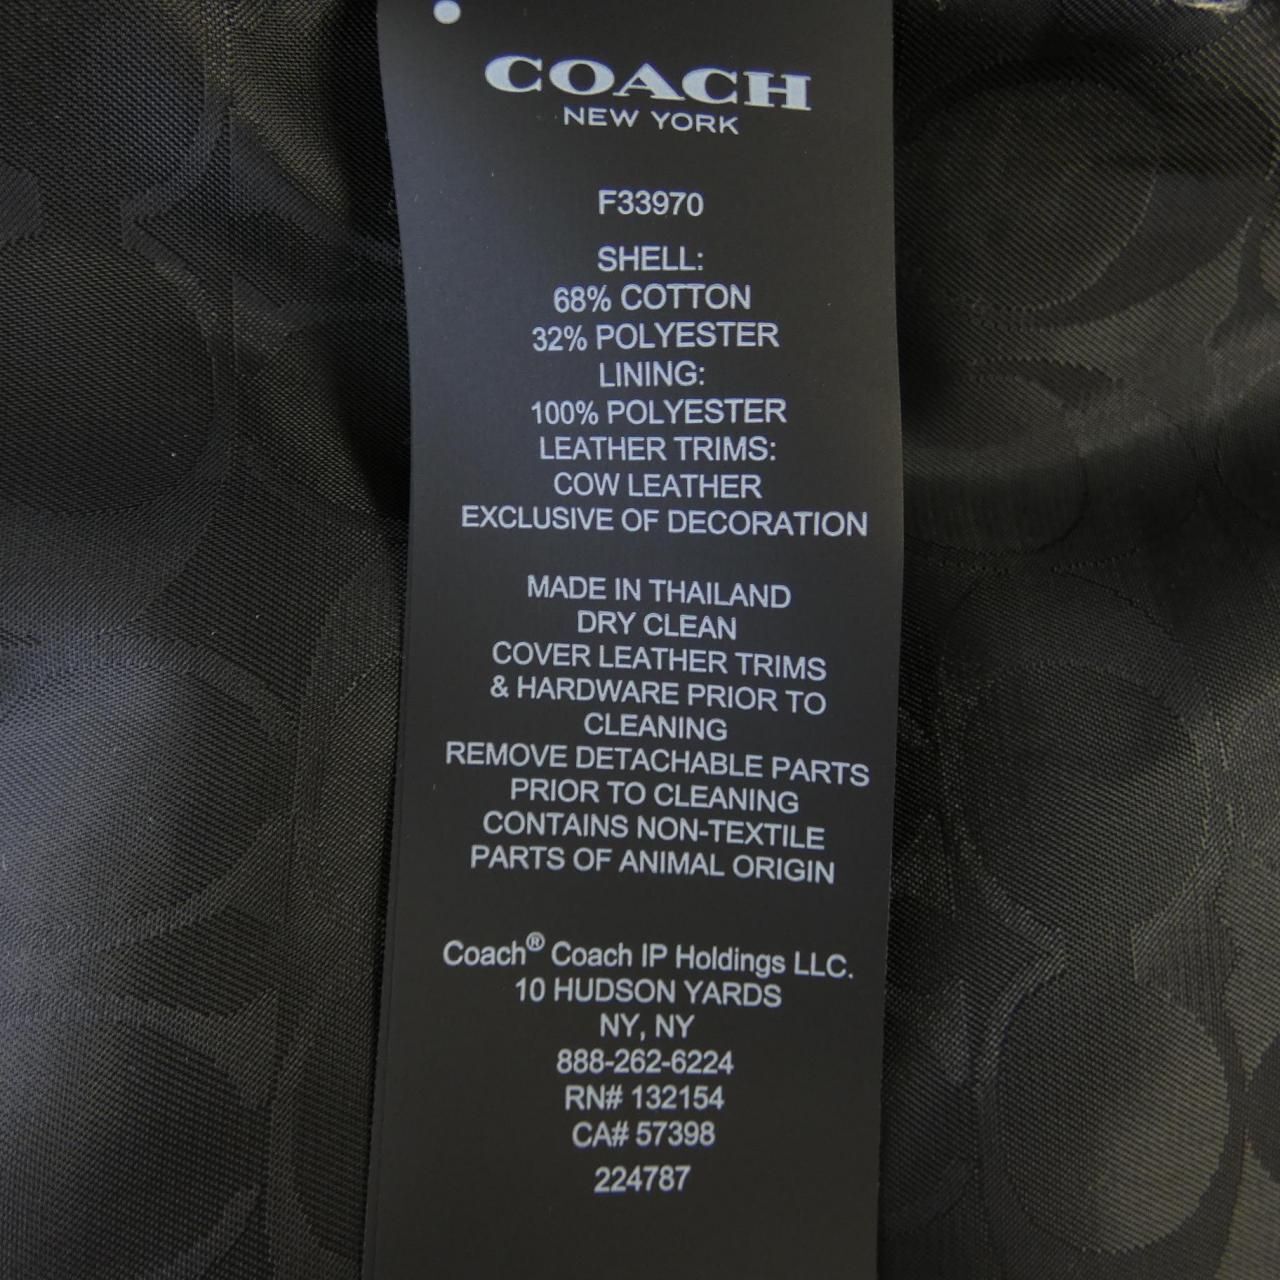 COACH
NEW YORK
F33970
SHELL:
68% COTTON
32% POLYESTER
LINING:
100% POLYESTER
LEATHER TRIMS:
COW LEATHER
EXCLUSIVE OF DECORATION
MADE IN THAILAND
DRY CLEAN
COVER LEATHER TRIMS
& HARDWARE PRIOR TO
CLEANING
REMOVE DETACHABLE PARTS
PRIOR TO CLEANING
CONTAINS NON-TEXTILE
PARTS OF ANIMAL ORIGIN
Coach® Coach IP Holdings LLC.
10 HUDSON YARDS
NY, NY
888-262-6224
RN# 132154
CA# 57398
224787